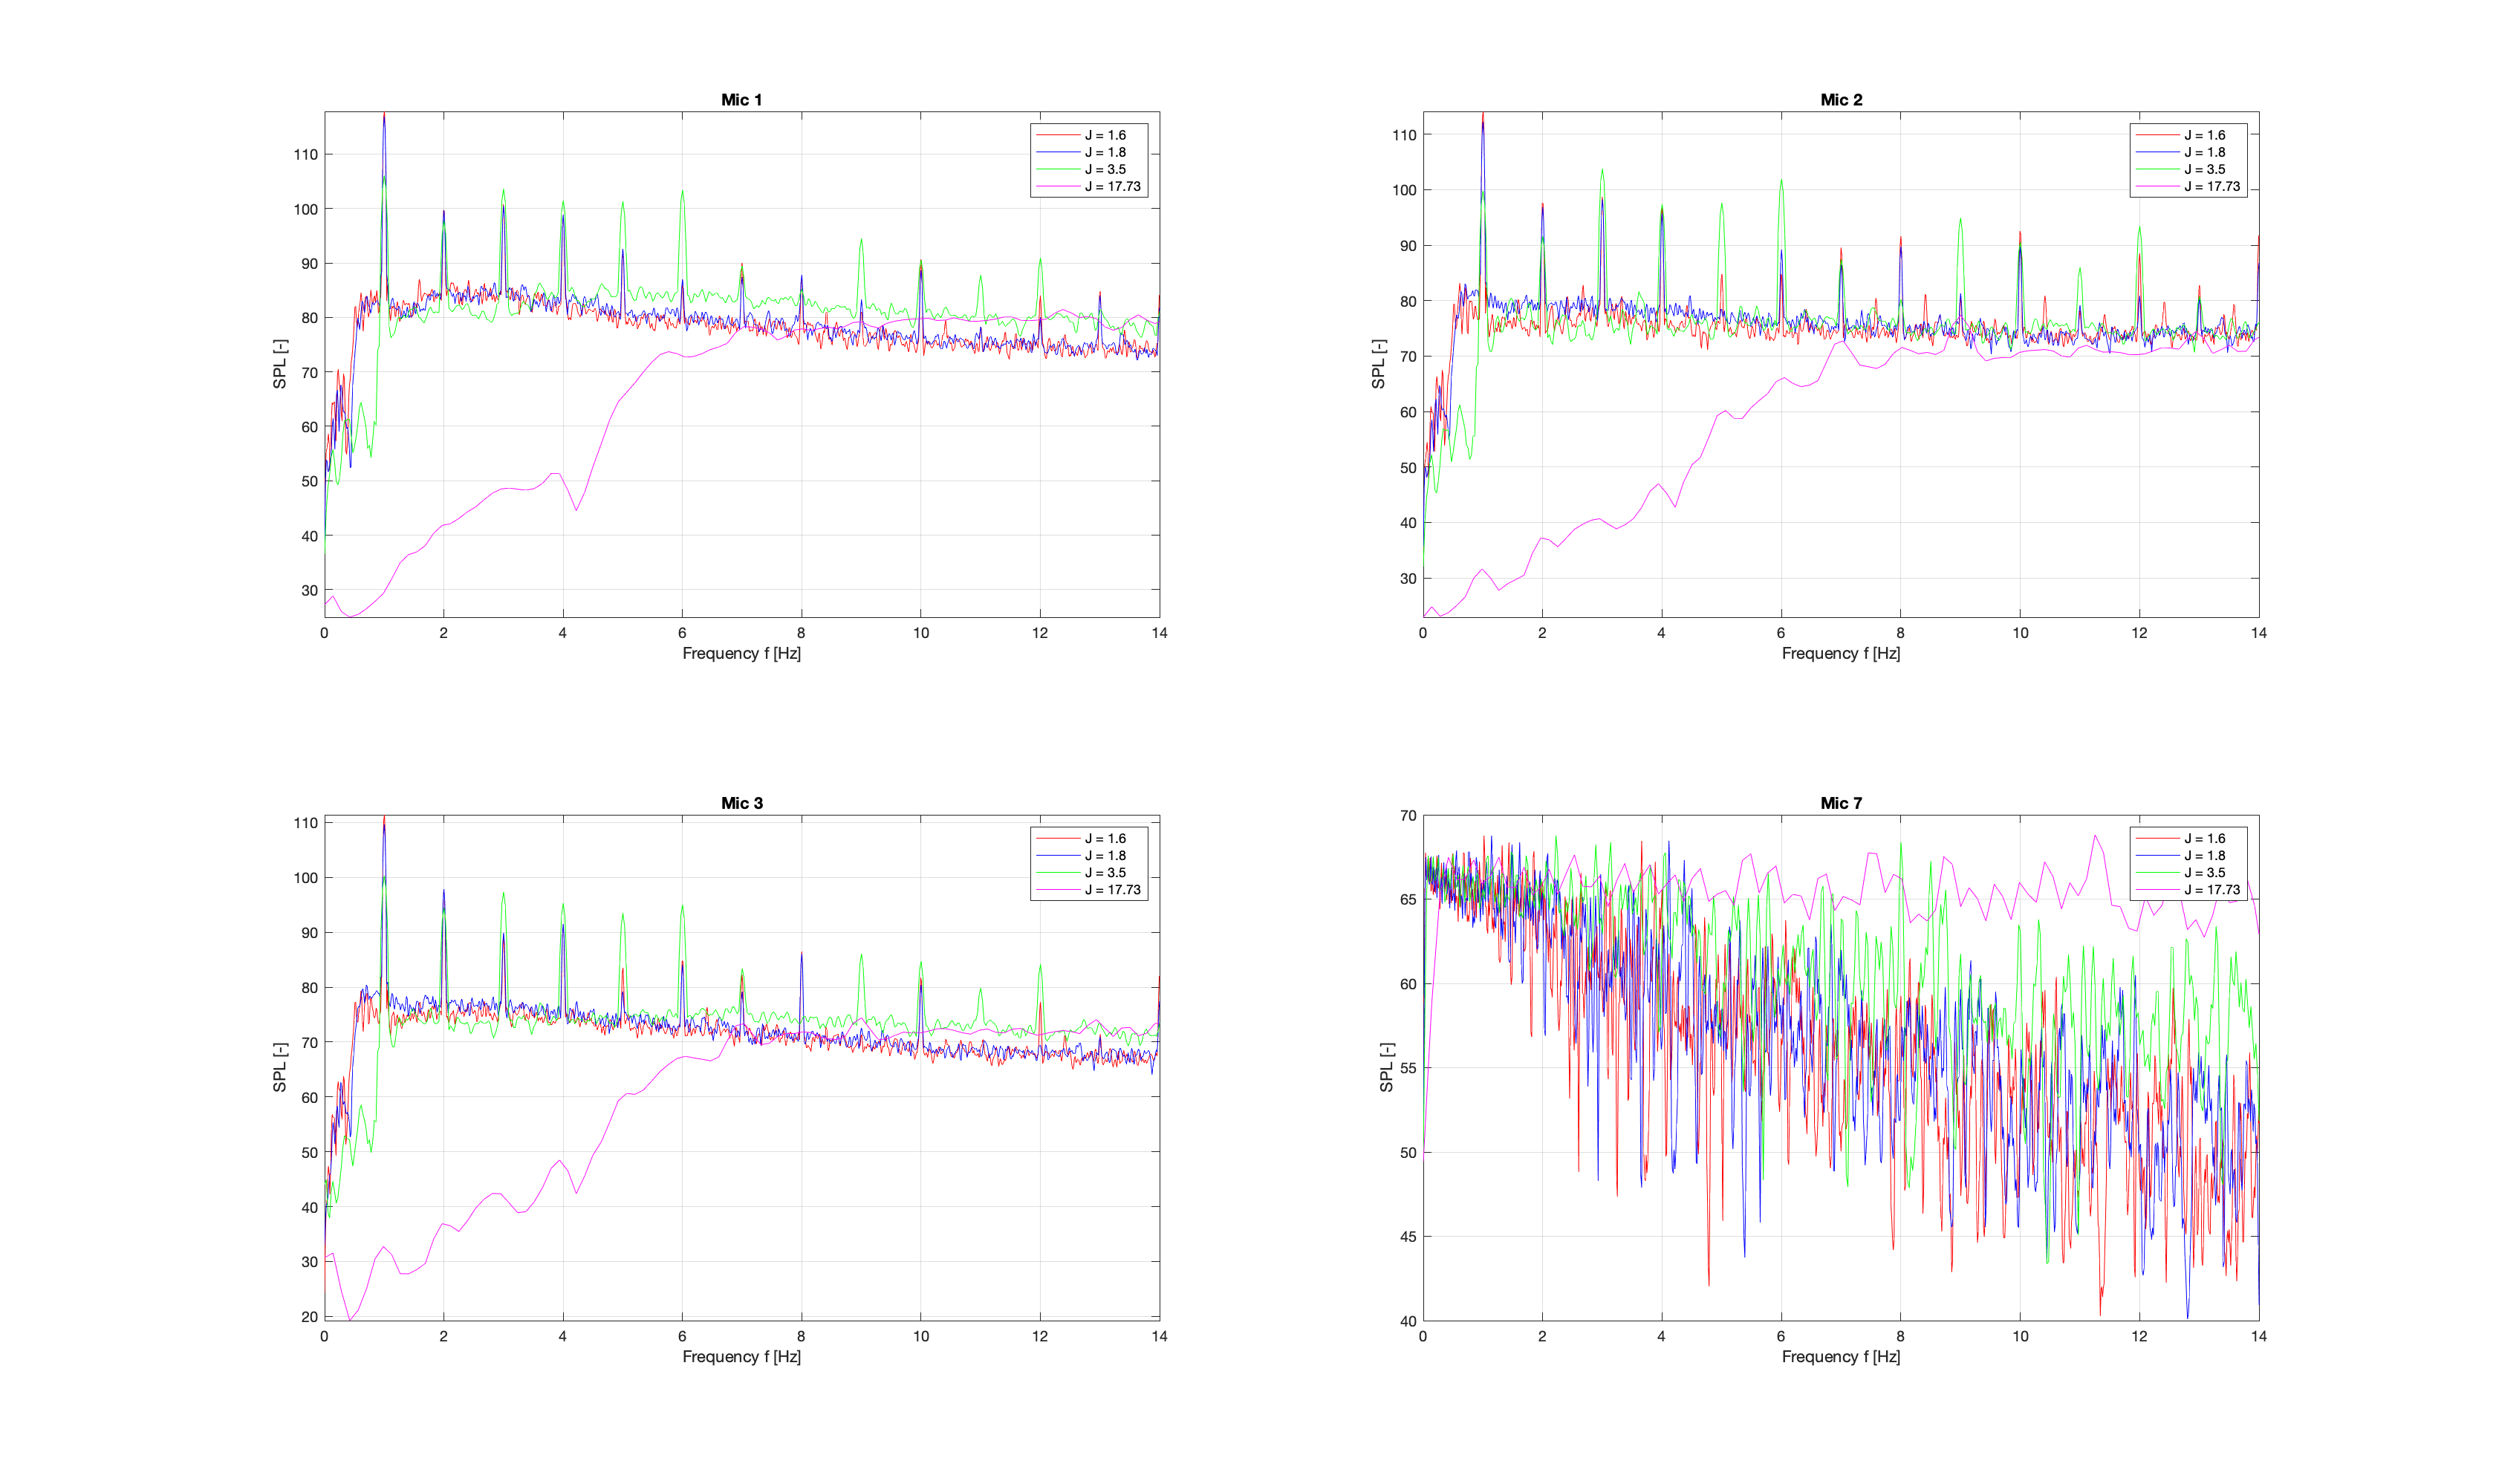 Mic 1
110
100
90
80
70
60
50
40
30
SPL [-]
0 2 4 6 8 10 12 14
Frequency f [Hz]
J = 1.6
J = 1.8
J = 3.5
J = 17.73
Mic 2
110
100
90
80
70
60
50
40
30
SPL [-]
0 2 4 6 8 10 12 14
Frequency f [Hz]
J = 1.6
J = 1.8
J = 3.5
J = 17.73
Mic 3
110
100
90
80
70
60
50
40
30
20
SPL [-]
0 2 4 6 8 10 12 14
Frequency f [Hz]
J = 1.6
J = 1.8
J = 3.5
J = 17.73
Mic 7
70
65
60
55
50
45
40
SPL [-]
0 2 4 6 8 10 12 14
Frequency f [Hz]
J = 1.6
J = 1.8
J = 3.5
J = 17.73